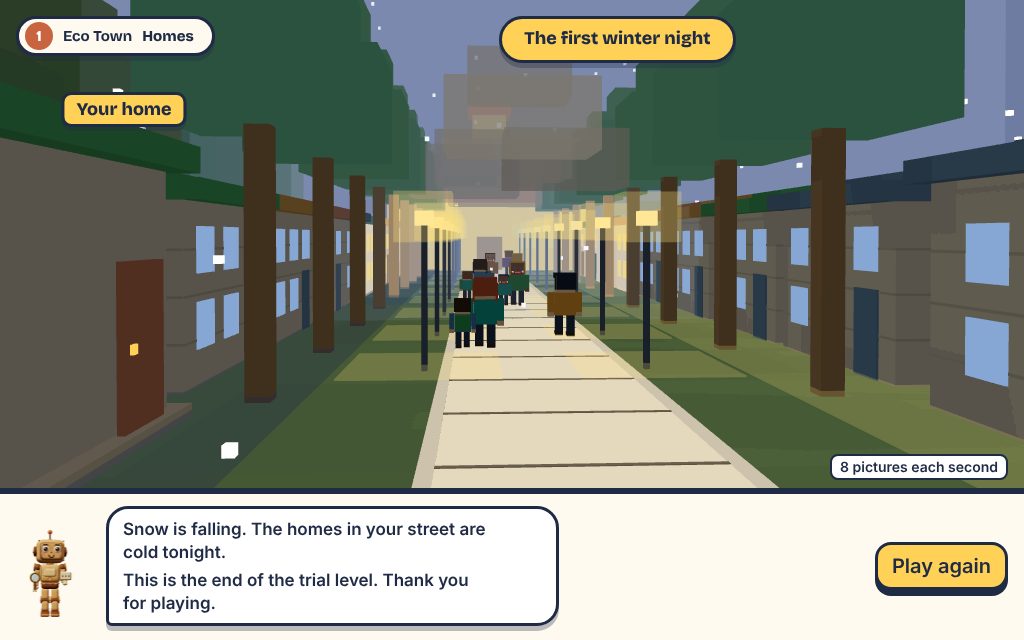 1 Eco Town Homes
The first winter night
Your home
8 pictures each second
Snow is falling. The homes in your street are
cold tonight.
This is the end of the trial level. Thank you
for playing.
Play again